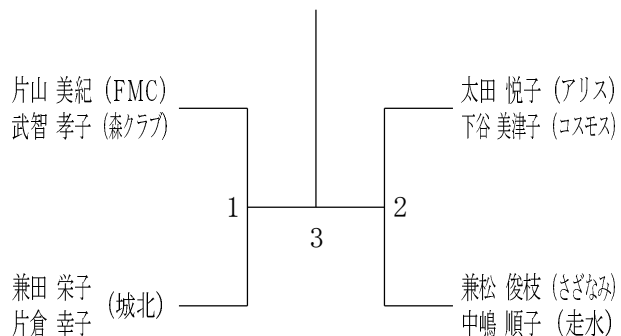 片山 美紀 (FMC)
武智 孝子 (森クラブ)
太田 悦子 (アリス)
下谷 美津子 (コスモス)
1
2
3
兼田 栄子
片倉 幸子
(城北)
兼松 俊枝 (さざなみ)
中嶋 順子 (走水)